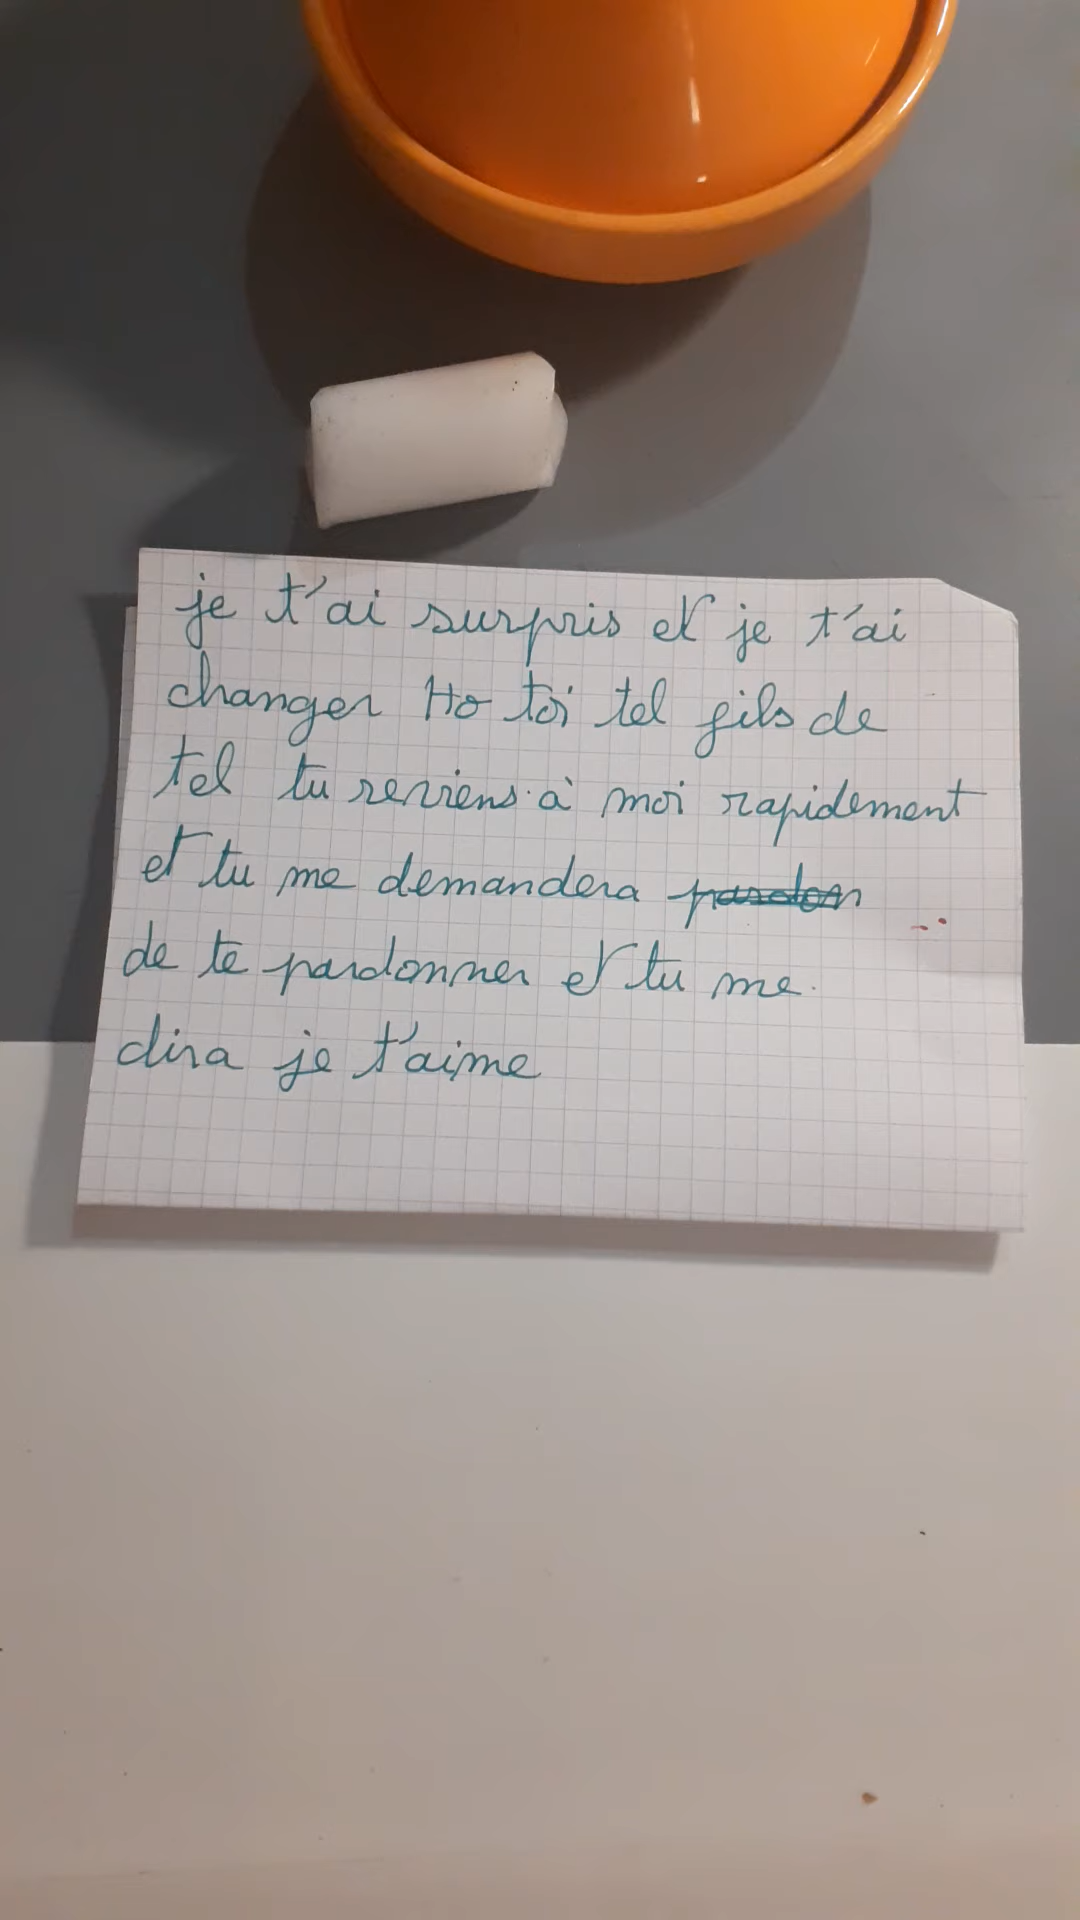 je t'ai surpris et je t'ai
changer Ho toi tel fils de
tel tu reviens à moi rapidement
et tu me demandera pardon
de te pardonner et tu me
dira je t'aime